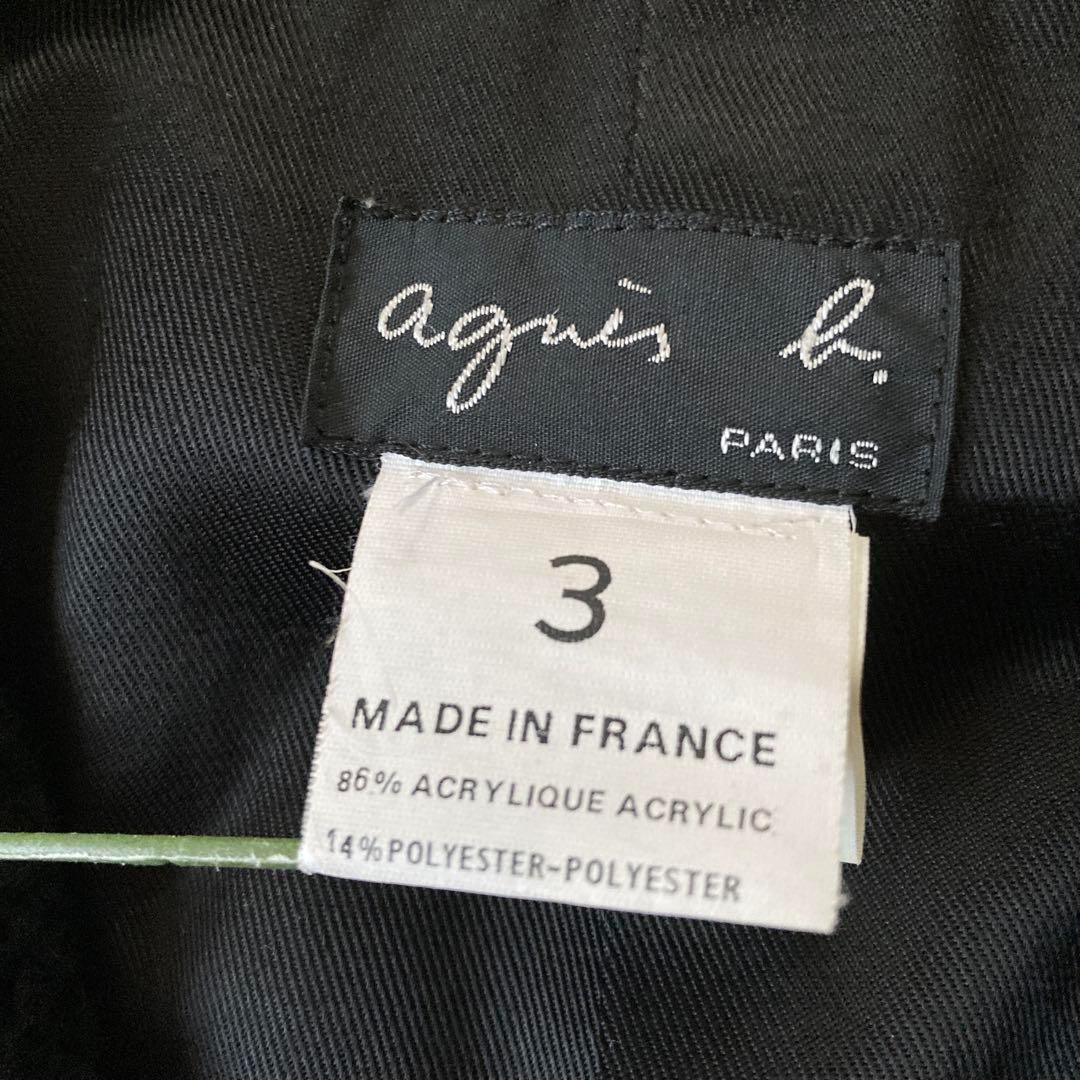 agnès b.
PARIS
3
MADE IN FRANCE
86% ACRYLIQUE ACRYLIC
14% POLYESTER-POLYESTER